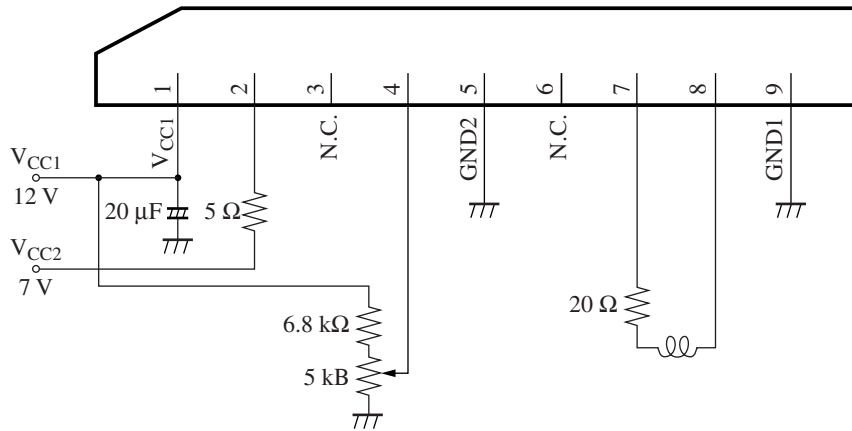 1 2 3 4 5 6 7 8 9
VCC1
N.C.
GND2
N.C.
GND1
VCC1
12 V
20 μF
5 Ω
VCC2
7 V
6.8 kΩ
5 kB
20 Ω